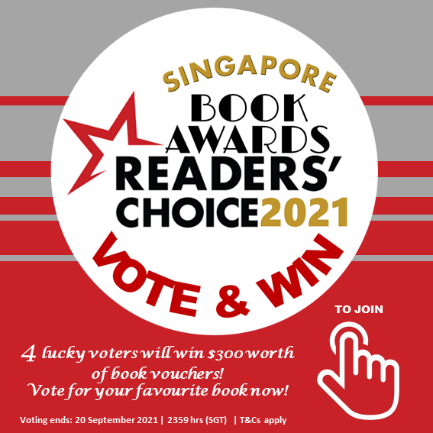 SINGAPORE
BOOK
AWARDS
READERS'
CHOICE2021
VOTE & WIN
TO JOIN
4 lucky voters will win $300 worth
of book vouchers!
Vote for your favourite book now!
Voting ends: 20 September 2021 | 2359 hrs (SGT) | T&Cs apply